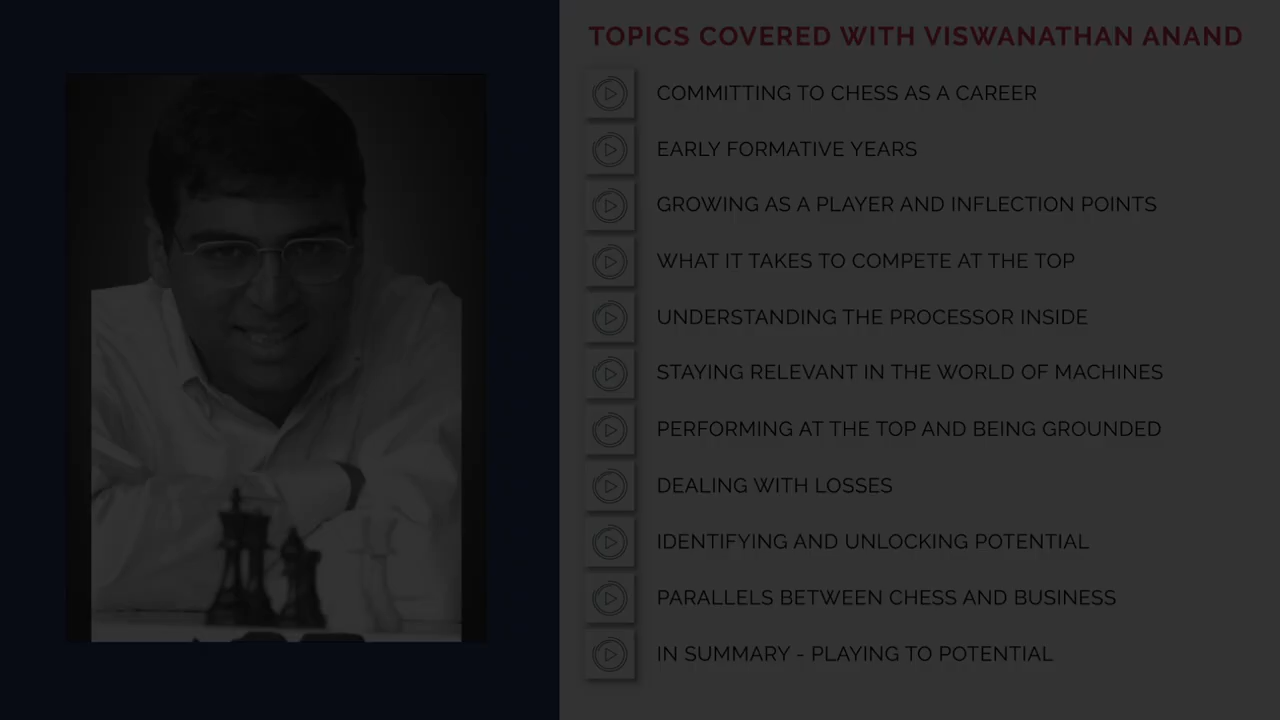 TOPICS COVERED WITH VISWANATHAN ANAND
COMMITTING TO CHESS AS A CAREER
EARLY FORMATIVE YEARS
GROWING AS A PLAYER AND INFLECTION POINTS
WHAT IT TAKES TO COMPETE AT THE TOP
UNDERSTANDING THE PROCESSOR INSIDE
STAYING RELEVANT IN THE WORLD OF MACHINES
PERFORMING AT THE TOP AND BEING GROUNDED
DEALING WITH LOSSES
IDENTIFYING AND UNLOCKING POTENTIAL
PARALLELS BETWEEN CHESS AND BUSINESS
IN SUMMARY - PLAYING TO POTENTIAL